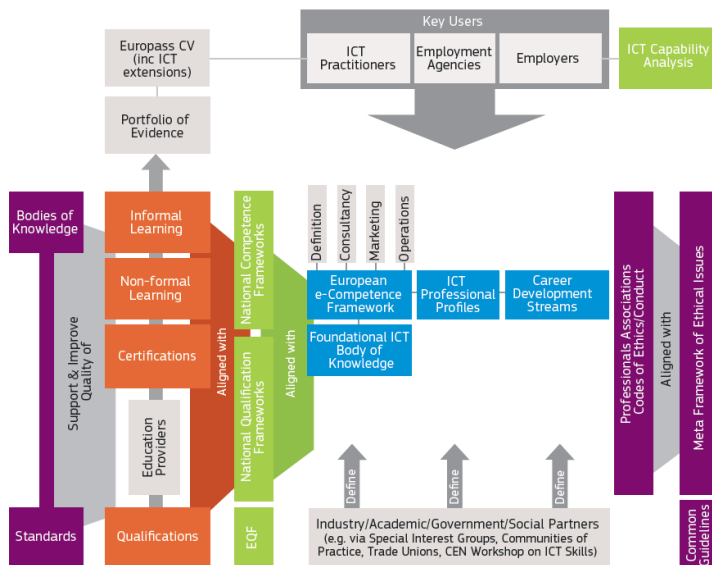 Key Users
Europass CV
(inc ICT
extensions)
ICT
Practitioners
Employment
Agencies
Employers
ICT Capability
Analysis
Portfolio of
Evidence
Bodies of
Knowledge
Informal
Learning
Non-formal
Learning
Certifications
Education
Providers
Standards
Qualifications
Support & Improve
Quality of
Aligned with
National Competence
Frameworks
National Qualification
Frameworks
EQF
Aligned with
Definition
Consultancy
Marketing
Operations
European
e-Competence
Framework
ICT
Professional
Profiles
Career
Development
Streams
Foundational ICT
Body of
Knowledge
Define
Define
Define
Industry/Academic/Government/Social Partners
(e.g. via Special Interest Groups, Communities of
Practice, Trade Unions, CEN Workshop on ICT Skills)
Professionals Associations
Codes of Ethics/Conduct
Aligned with
Meta Framework of Ethical Issues
Common
Guidelines